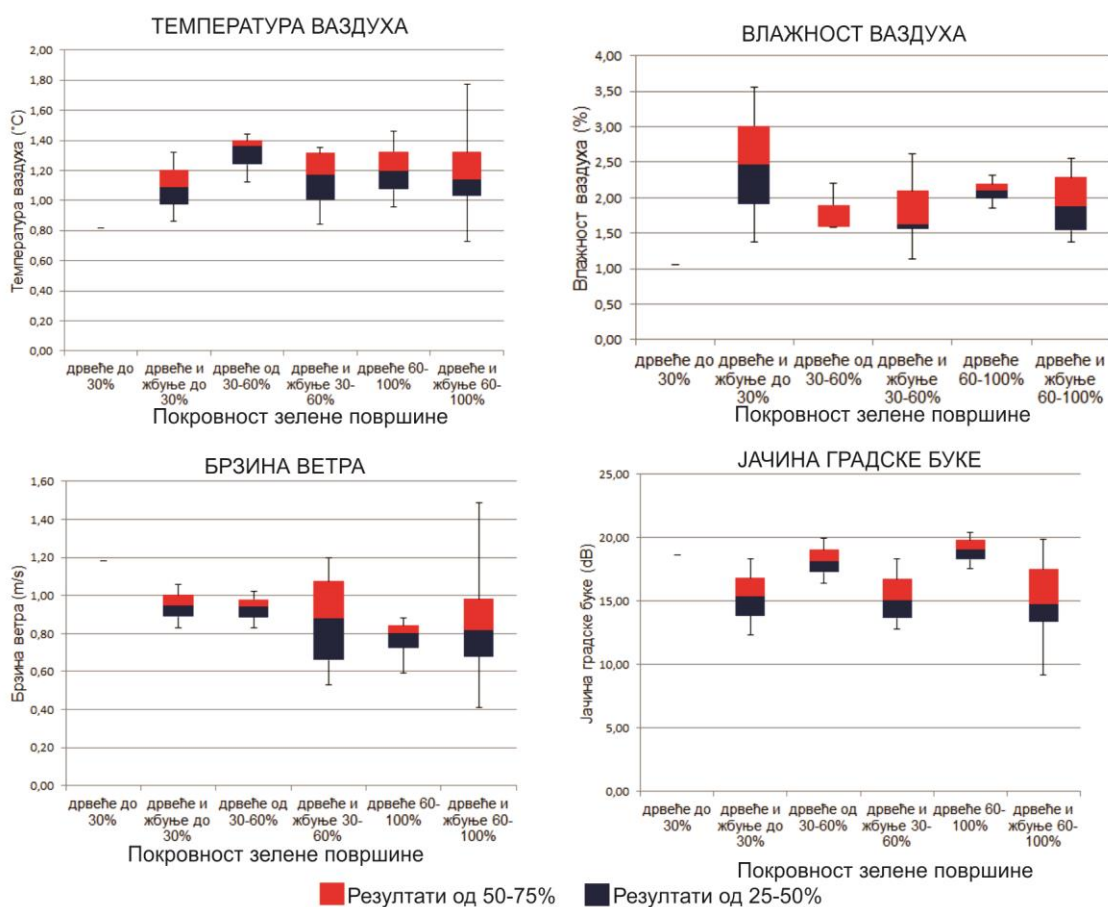 ТЕМПЕРАТУРА ВАЗДУХА
Температура ваздуха (°C)
2,00
1,80
1,60
1,40
1,20
1,00
0,80
0,60
0,40
0,20
0,00
дрвеће до
30%
дрвеће и
жбуње до
30%
дрвеће од
30-60%
дрвеће и
жбуње 30-
60%
дрвеће 60-
100%
дрвеће и
жбуње 60-
100%
Покровност зелене површине
ВЛАЖНОСТ ВАЗДУХА
Влажност ваздуха (%)
4,00
3,50
3,00
2,50
2,00
1,50
1,00
0,50
0,00
дрвеће до
30%
дрвеће и
жбуње до
30%
дрвеће од
30-60%
дрвеће и
жбуње
30-60%
дрвеће
60-100%
дрвеће и
жбуње
60-100%
Покровност зелене површине
БРЗИНА ВЕТРА
Брзина ветра (m/s)
1,60
1,40
1,20
1,00
0,80
0,60
0,40
0,20
0,00
дрвеће до
30%
дрвеће и
жбуње до
30%
дрвеће од
30-60%
дрвеће и
жбуње 30-
60%
дрвеће 60-
100%
дрвеће и
жбуње 60-
100%
Покровност зелене површине
ЈАЧИНА ГРАДСКЕ БУКЕ
Јачина градске буке (dB)
25,00
20,00
15,00
10,00
5,00
0,00
дрвеће до
30%
дрвеће и
жбуње до
30%
дрвеће од
30-60%
дрвеће и
жбуње 30-
60%
дрвеће 60-
100%
дрвеће и
жбуње 60-
100%
Покровност зелене површине
Резултати од 50-75%
Резултати од 25-50%